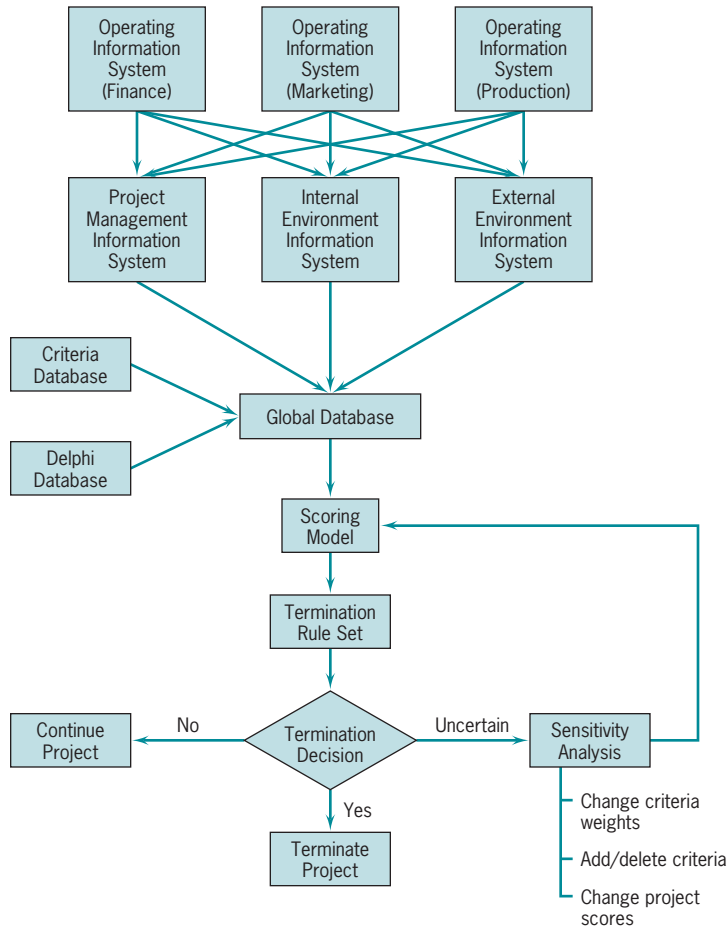 Operating
Information
System
(Finance)
Operating
Information
System
(Marketing)
Operating
Information
System
(Production)
Project
Management
Information
System
Internal
Environment
Information
System
External
Environment
Information
System
Criteria
Database
Global Database
Delphi
Database
Scoring
Model
Termination
Rule Set
Continue
Project
No
Termination
Decision
Uncertain
Sensitivity
Analysis
Yes
Terminate
Project
Change criteria
weights
Add/delete criteria
Change project
scores